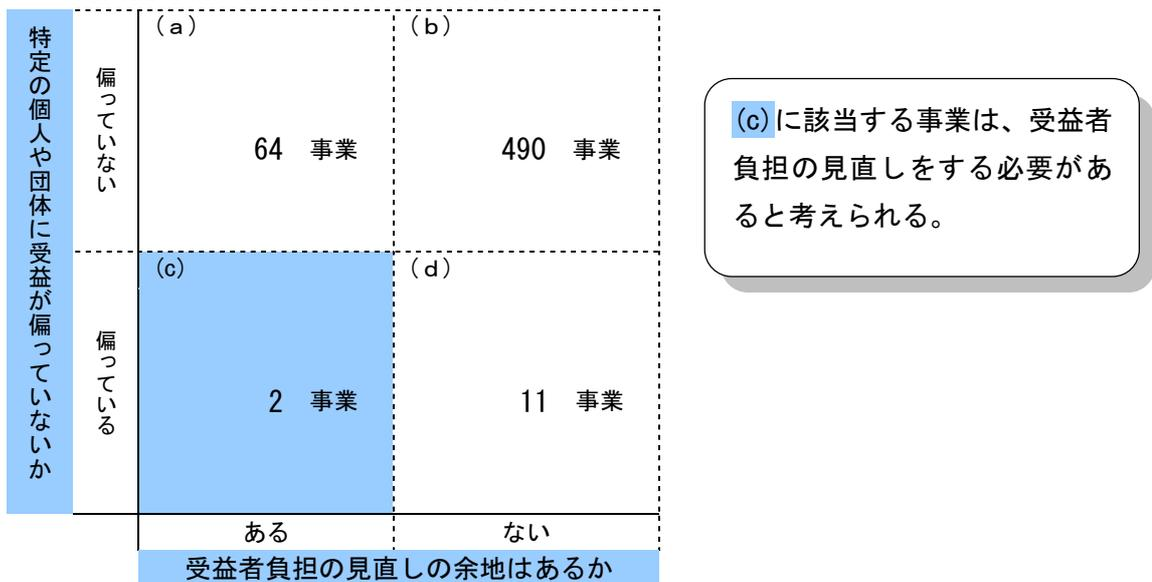 特定の個人や団体に受益が偏っていないか
偏っていない
(a)
64 事業
(b)
490 事業
偏っている
(c)
2 事業
(d)
11 事業
ある
ない
受益者負担の見直しの余地はあるか
(c)に該当する事業は、受益者
負担の見直しをする必要があ
ると考えられる。